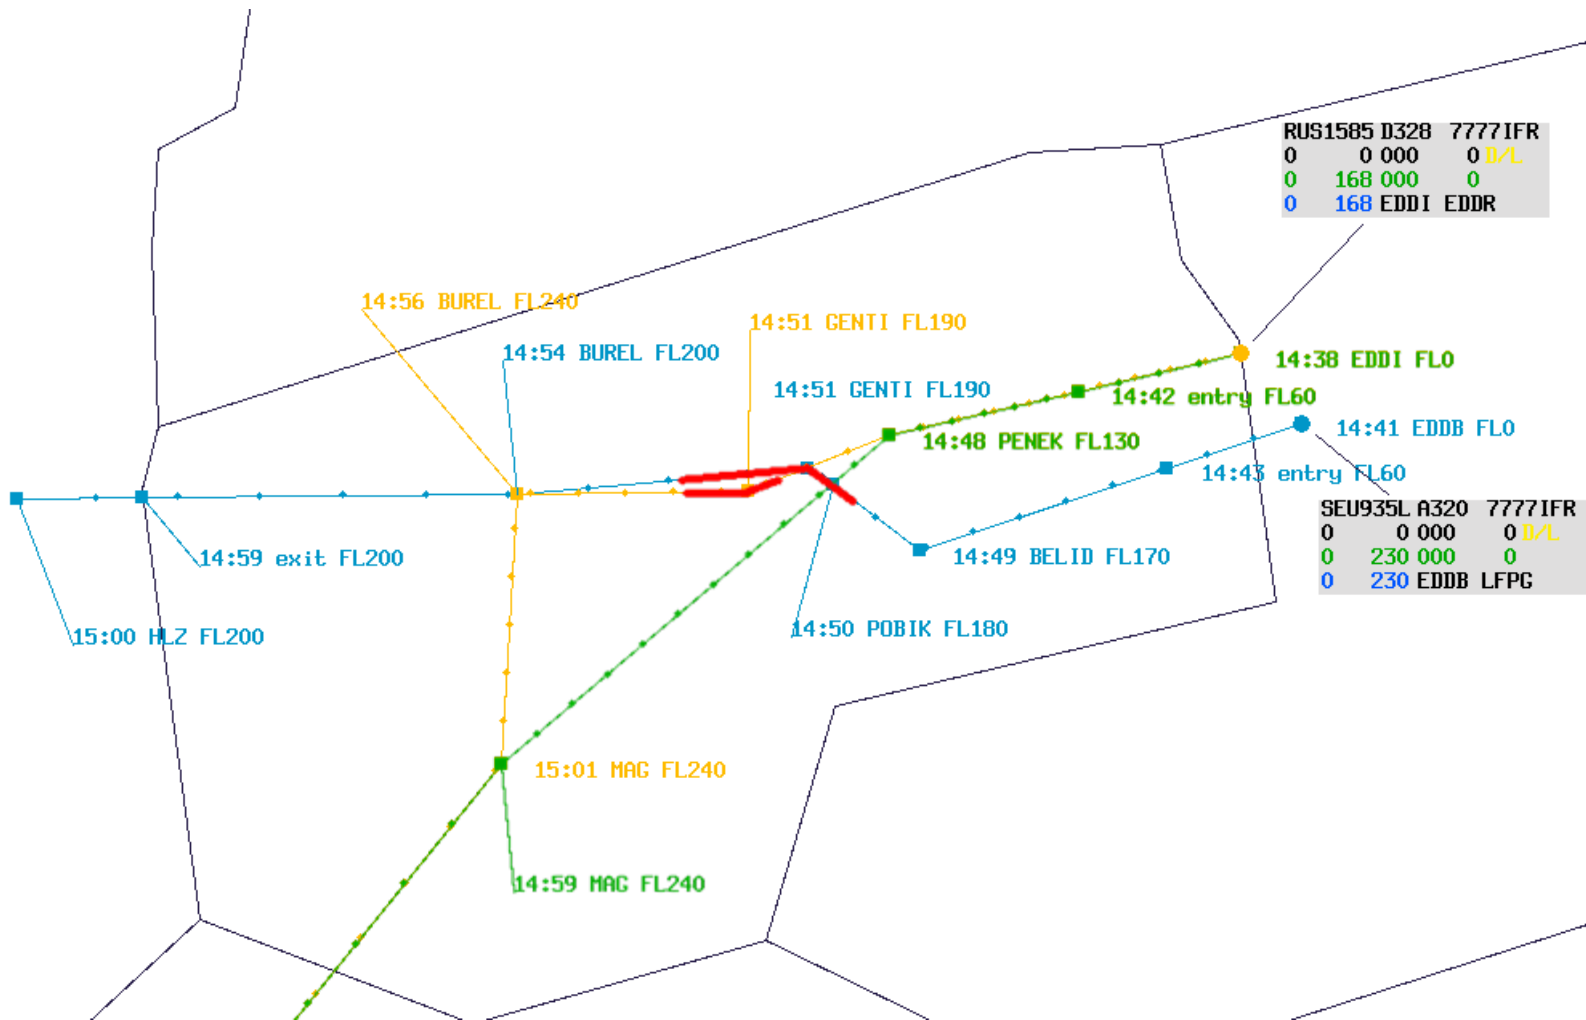 RUS1585 D328 7777IFR
0 0 000 0 D/L
0 168 000 0
0 168 EDDI EDDR
14:56 BUREL FL240
14:51 GENTI FL190
14:54 BUREL FL200
14:38 EDDI FL0
14:51 GENTI FL190
14:42 entry FL60
14:41 EDDB FL0
14:48 PENEK FL130
14:43 entry FL60
SEU935L A320 7777IFR
0 0 000 0 D/L
0 230 000 0
0 230 EDDB LFPG
14:59 exit FL200
14:49 BELID FL170
15:00 HLZ FL200
14:50 POBIK FL180
15:01 MAG FL240
14:59 MAG FL240